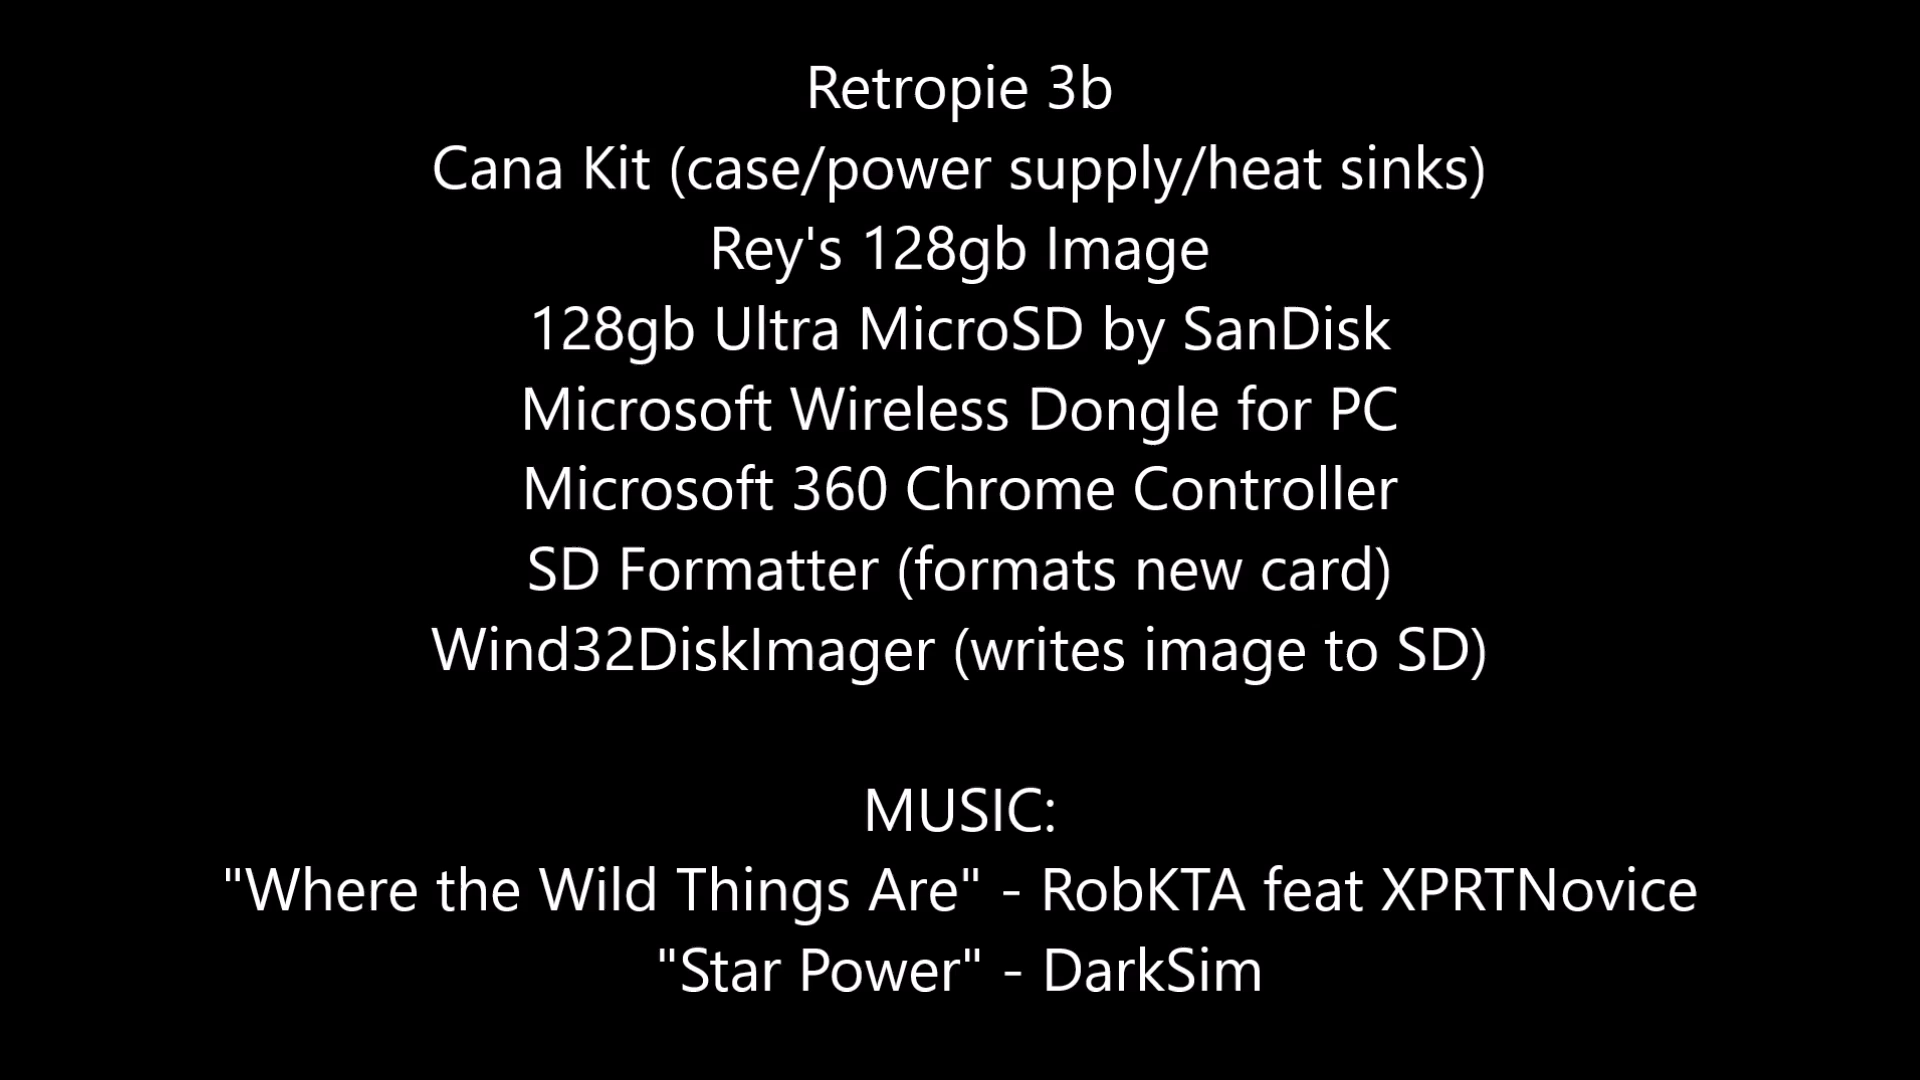 Retropie 3b
Cana Kit (case/power supply/heat sinks)
Rey's 128gb Image
128gb Ultra MicroSD by SanDisk
Microsoft Wireless Dongle for PC
Microsoft 360 Chrome Controller
SD Formatter (formats new card)
Wind32DiskImager (writes image to SD)
MUSIC:
"Where the Wild Things Are" - RobKTA feat XPRTNovice
"Star Power" - DarkSim